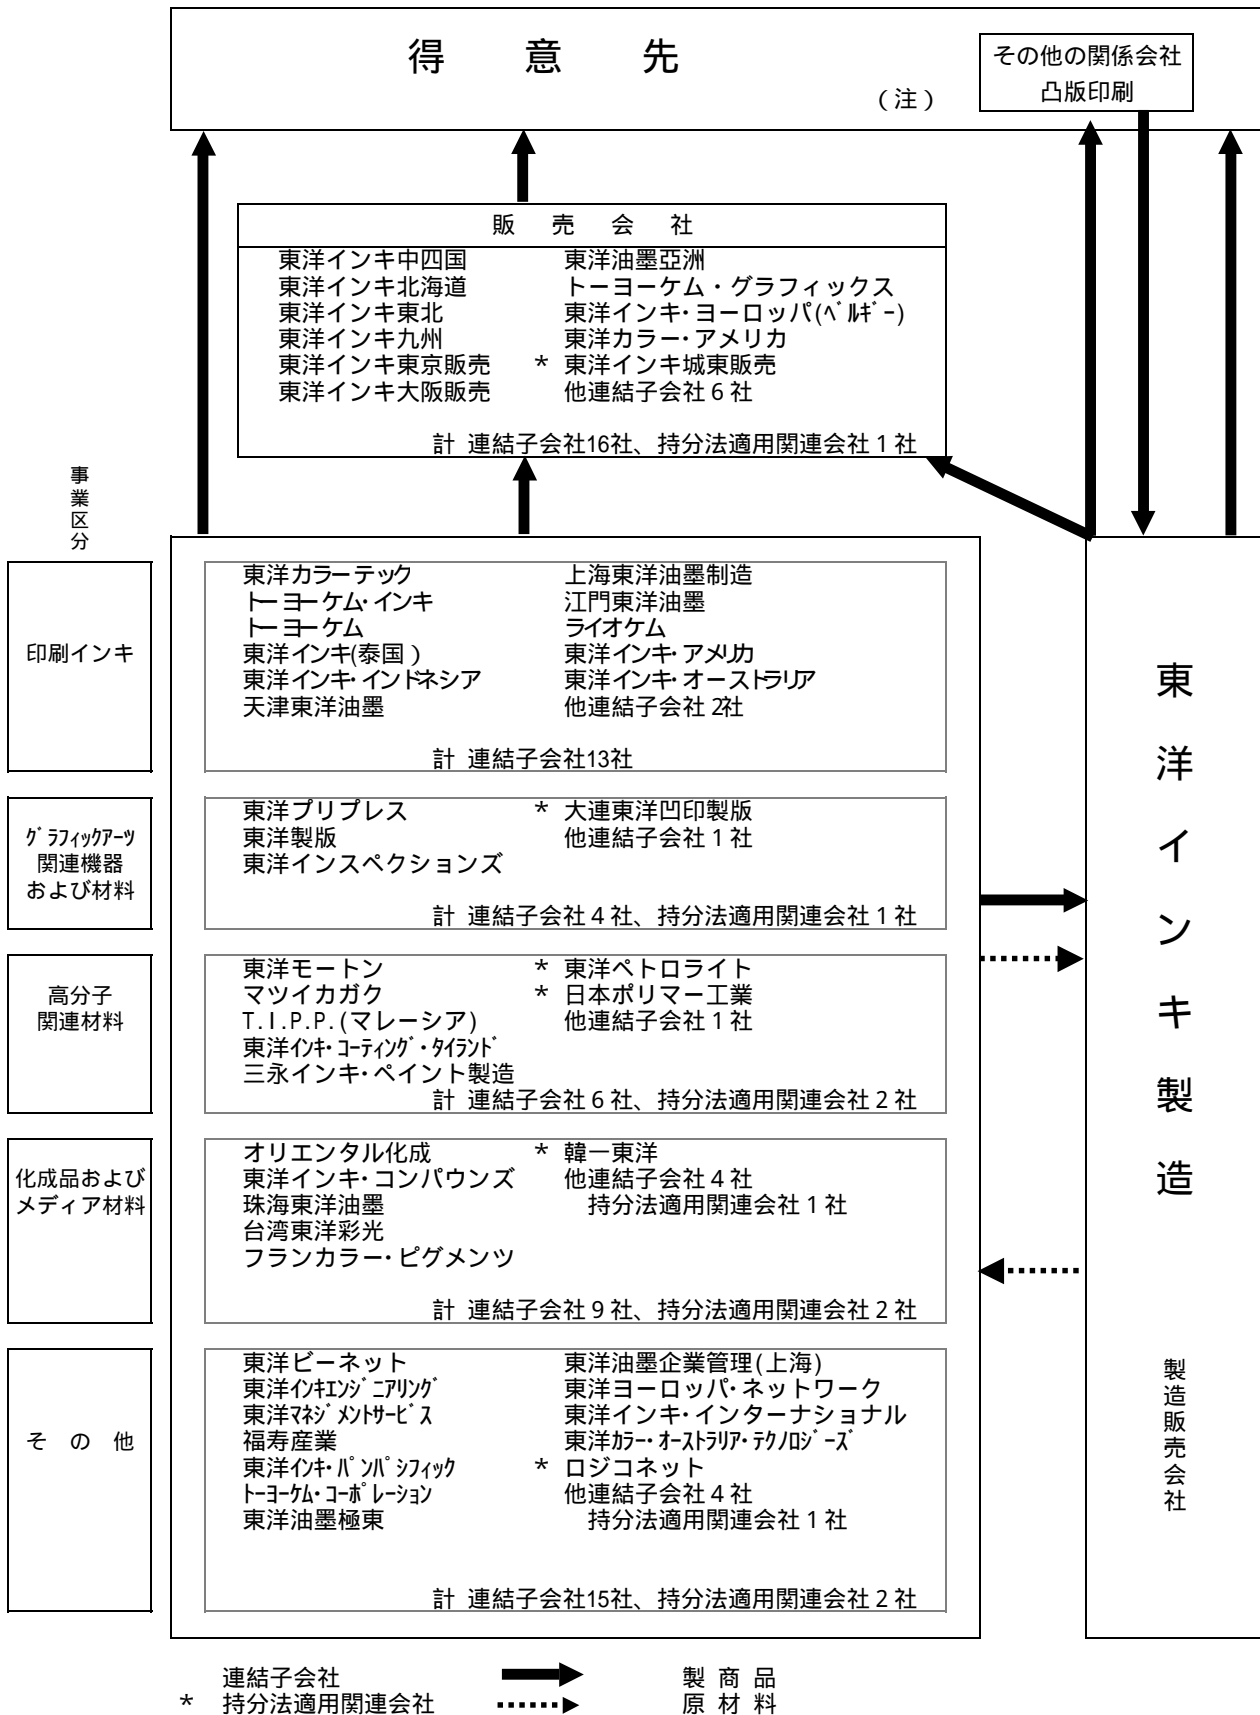 得 意 先
その他の関係会社
凸版印刷
（注）
販 売 会 社
東洋インキ中四国 東洋油墨亞洲
東洋インキ北海道 トーヨーケム・グラフィックス
東洋インキ東北 東洋インキ・ヨーロッパ(ﾍﾞﾙｷﾞｰ)
東洋インキ九州 東洋カラー・アメリカ
東洋インキ東京販売 * 東洋インキ城東販売
東洋インキ大阪販売 他連結子会社６社
計 連結子会社16社、持分法適用関連会社１社
事業区分
印刷インキ
東洋カラーテック 上海東洋油墨制造
トーヨーケム・インキ 江門東洋油墨
トーヨーケム ライオケム
東洋インキ(泰国） 東洋インキ・アメリカ
東洋インキ・インドネシア 東洋インキ・オーストラリア
天津東洋油墨 他連結子会社 2社
計 連結子会社13社
ｸﾞﾗﾌｨｯｸｱｰﾂ
関連機器
および材料
東洋プリプレス * 大連東洋凹印製版
東洋製版 他連結子会社１社
東洋インスペクションズ
計 連結子会社４社、持分法適用関連会社１社
高分子
関連材料
東洋モートン * 東洋ペトロライト
マツイカガク * 日本ポリマー工業
T.I.P.P.(マレーシア) 他連結子会社１社
東洋ｲﾝｷ･ｺｰﾃｨﾝｸﾞ･ﾀｲﾗﾝﾄﾞ
三永インキ・ペイント製造
計 連結子会社６社、持分法適用関連会社２社
化成品および
メディア材料
オリエンタル化成 * 韓一東洋
東洋インキ・コンパウンズ 他連結子会社４社
珠海東洋油墨 持分法適用関連会社１社
台湾東洋彩光
フランカラー・ピグメンツ
計 連結子会社９社、持分法適用関連会社２社
そ の 他
東洋ビーネット 東洋油墨企業管理(上海)
東洋ｲﾝｷｴﾝｼﾞﾆｱﾘﾝｸﾞ 東洋ヨーロッパ・ネットワーク
東洋ﾏﾈｼﾞﾒﾝﾄｻｰﾋﾞｽ 東洋インキ・インターナショナル
福寿産業 東洋ｶﾗｰ･ｵｰｽﾄﾗﾘｱ･ﾃｸﾉﾛｼﾞｰｽﾞ
東洋ｲﾝｷ･ﾊﾟﾝﾊﾟｼﾌｨｯｸ * ロジコネット
ﾄｰﾖｰｹﾑ･ｺｰﾎﾟﾚｰｼｮﾝ 他連結子会社４社
東洋油墨極東 持分法適用関連会社１社
計 連結子会社15社、持分法適用関連会社２社
東洋インキ製造
製造販売会社
連結子会社 製 商 品
* 持分法適用関連会社 原 材 料